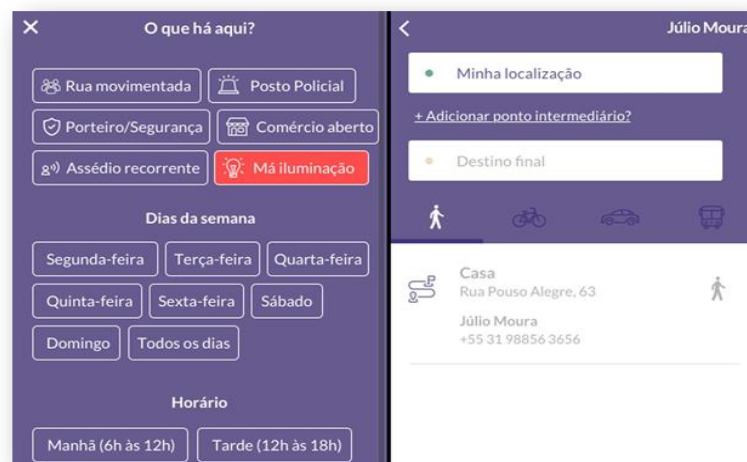 O que há aqui?
Rua movimentada
Posto Policial
Porteiro/Segurança
Comércio aberto
Assédio recorrente
Má iluminação
Dias da semana
Segunda-feira
Terça-feira
Quarta-feira
Quinta-feira
Sexta-feira
Sábado
Domingo
Todos os dias
Horário
Manhã (6h às 12h)
Tarde (12h às 18h)
Júlio Moura
Minha localização
+ Adicionar ponto intermediário?
Destino final
Casa
Rua Pouso Alegre, 63
Júlio Moura
+55 31 98856 3656